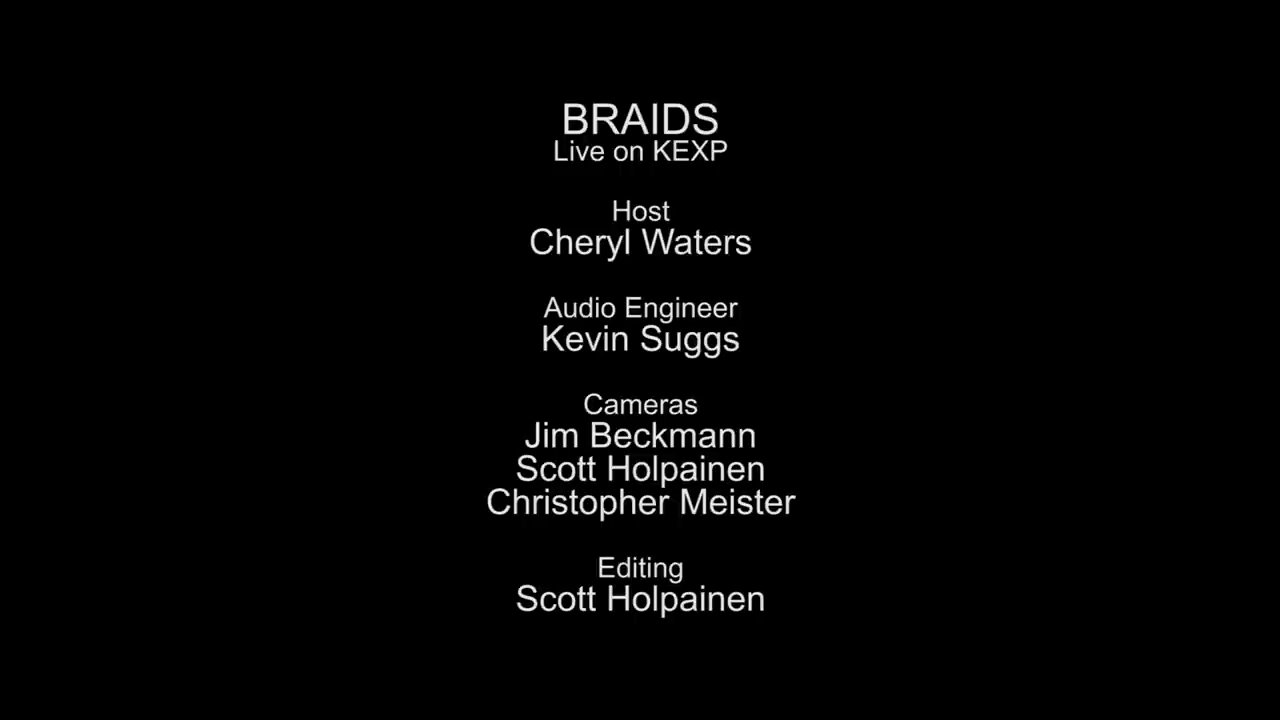 BRAIDS
Live on KEXP
Host
Cheryl Waters
Audio Engineer
Kevin Suggs
Cameras
Jim Beckmann
Scott Holpainen
Christopher Meister
Editing
Scott Holpainen